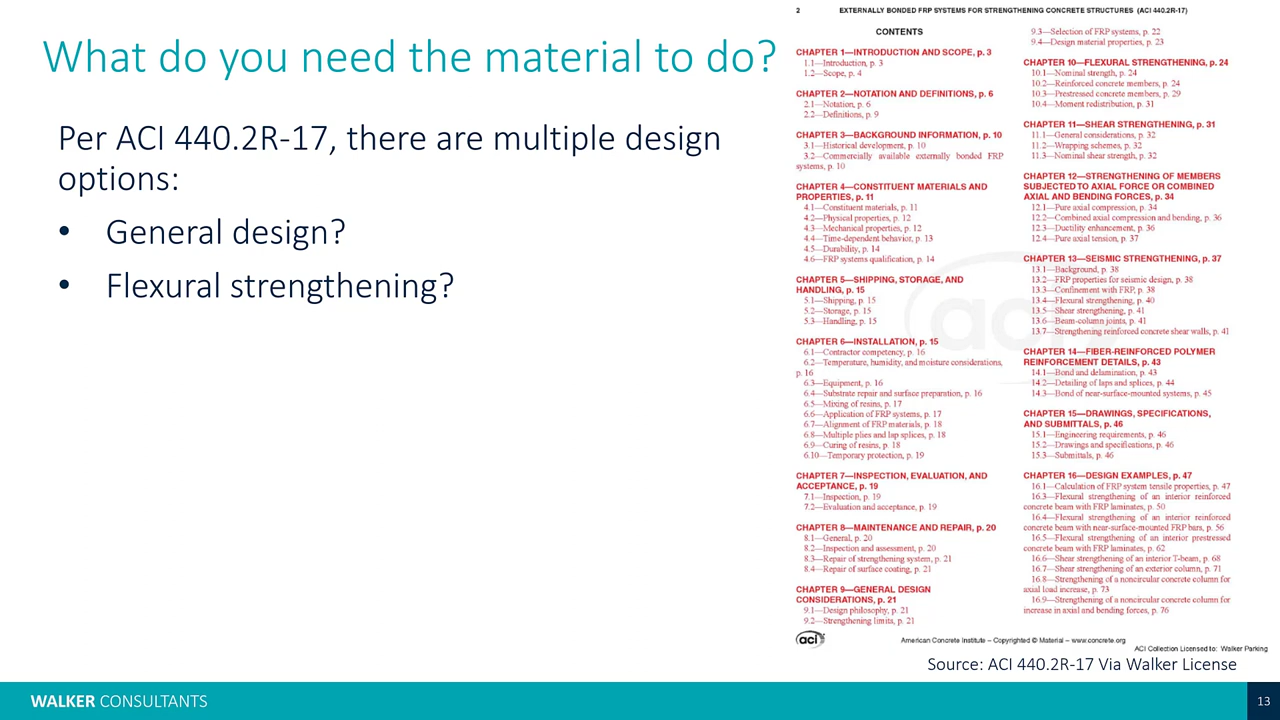 What do you need the material to do?
Per ACI 440.2R-17, there are multiple design
options:
• General design?
• Flexural strengthening?
2 EXTERNALLY BONDED FRP SYSTEMS FOR STRENGTHENING CONCRETE STRUCTURES (ACI 440.2R-17)
CONTENTS
CHAPTER 1—INTRODUCTION AND SCOPE, p. 3
1.1—Introduction, p. 3
1.2—Scope, p. 4
CHAPTER 2—NOTATION AND DEFINITIONS, p. 6
2.1—Notation, p. 6
2.2—Definitions, p. 9
CHAPTER 3—BACKGROUND INFORMATION, p. 10
3.1—Historical development, p. 10
3.2—Commercially available externally bonded FRP
systems, p. 10
CHAPTER 4—CONSTITUENT MATERIALS AND
PROPERTIES, p. 11
4.1—Constituent materials, p. 11
4.2—Physical properties, p. 12
4.3—Mechanical properties, p. 12
4.4—Time-dependent behavior, p. 13
4.5—Durability, p. 14
4.6—FRP systems qualification, p. 14
CHAPTER 5—SHIPPING, STORAGE, AND
HANDLING, p. 15
5.1—Shipping, p. 15
5.2—Storage, p. 15
5.3—Handling, p. 15
CHAPTER 6—INSTALLATION, p. 15
6.1—Contractor competency, p. 16
6.2—Temperature, humidity, and moisture considerations,
p. 16
6.3—Equipment, p. 16
6.4—Substrate repair and surface preparation, p. 16
6.5—Mixing of resins, p. 17
6.6—Application of FRP systems, p. 17
6.7—Alignment of FRP materials, p. 18
6.8—Multiple plies and lap splices, p. 18
6.9—Curing of resins, p. 18
6.10—Temporary protection, p. 19
CHAPTER 7—INSPECTION, EVALUATION, AND
ACCEPTANCE, p. 19
7.1—Inspection, p. 19
7.2—Evaluation and acceptance, p. 19
CHAPTER 8—MAINTENANCE AND REPAIR, p. 20
8.1—General, p. 20
8.2—Inspection and assessment, p. 20
8.3—Repair of strengthening system, p. 21
8.4—Repair of surface coating, p. 21
CHAPTER 9—GENERAL DESIGN
CONSIDERATIONS, p. 21
9.1—Design philosophy, p. 21
9.2—Strengthening limits, p. 21
9.3—Selection of FRP systems, p. 22
9.4—Design material properties, p. 23
CHAPTER 10—FLEXURAL STRENGTHENING, p. 24
10.1—Nominal strength, p. 24
10.2—Reinforced concrete members, p. 24
10.3—Prestressed concrete members, p. 29
10.4—Moment redistribution, p. 31
CHAPTER 11—SHEAR STRENGTHENING, p. 31
11.1—General considerations, p. 32
11.2—Wrapping schemes, p. 32
11.3—Nominal shear strength, p. 32
CHAPTER 12—STRENGTHENING OF MEMBERS
SUBJECTED TO AXIAL FORCE OR COMBINED
AXIAL AND BENDING FORCES, p. 34
12.1—Pure axial compression, p. 34
12.2—Combined axial compression and bending, p. 36
12.3—Ductility enhancement, p. 36
12.4—Pure axial tension, p. 37
CHAPTER 13—SEISMIC STRENGTHENING, p. 37
13.1—Background, p. 38
13.2—FRP properties for seismic design, p. 38
13.3—Confinement with FRP, p. 38
13.4—Flexural strengthening, p. 40
13.5—Shear strengthening, p. 41
13.6—Beam-column joints, p. 41
13.7—Strengthening reinforced concrete shear walls, p. 41
CHAPTER 14—FIBER-REINFORCED POLYMER
REINFORCEMENT DETAILS, p. 43
14.1—Bond and delamination, p. 43
14.2—Detailing of laps and splices, p. 44
14.3—Bond of near-surface-mounted systems, p. 45
CHAPTER 15—DRAWINGS, SPECIFICATIONS,
AND SUBMITTALS, p. 46
15.1—Engineering requirements, p. 46
15.2—Drawings and specifications, p. 46
15.3—Submittals, p. 46
CHAPTER 16—DESIGN EXAMPLES, p. 47
16.1—Calculation of FRP system tensile properties, p. 47
16.3—Flexural strengthening of an interior reinforced
concrete beam with FRP laminates, p. 50
16.4—Flexural strengthening of an interior reinforced
concrete beam with near-surface-mounted FRP bars, p. 56
16.5—Flexural strengthening of an interior prestressed
concrete beam with FRP laminates, p. 62
16.6—Shear strengthening of an interior T-beam, p. 68
16.7—Shear strengthening of an exterior column, p. 71
16.8—Strengthening of a noncircular concrete column for
axial load increase, p. 73
16.9—Strengthening of a noncircular concrete column for
increase in axial and bending forces, p. 76
aci
aci
American Concrete Institute – Copyrighted © Material – www.concrete.org
ACI Collection Licensed to: Walker Parking
Source: ACI 440.2R-17 Via Walker License
WALKER CONSULTANTS
13